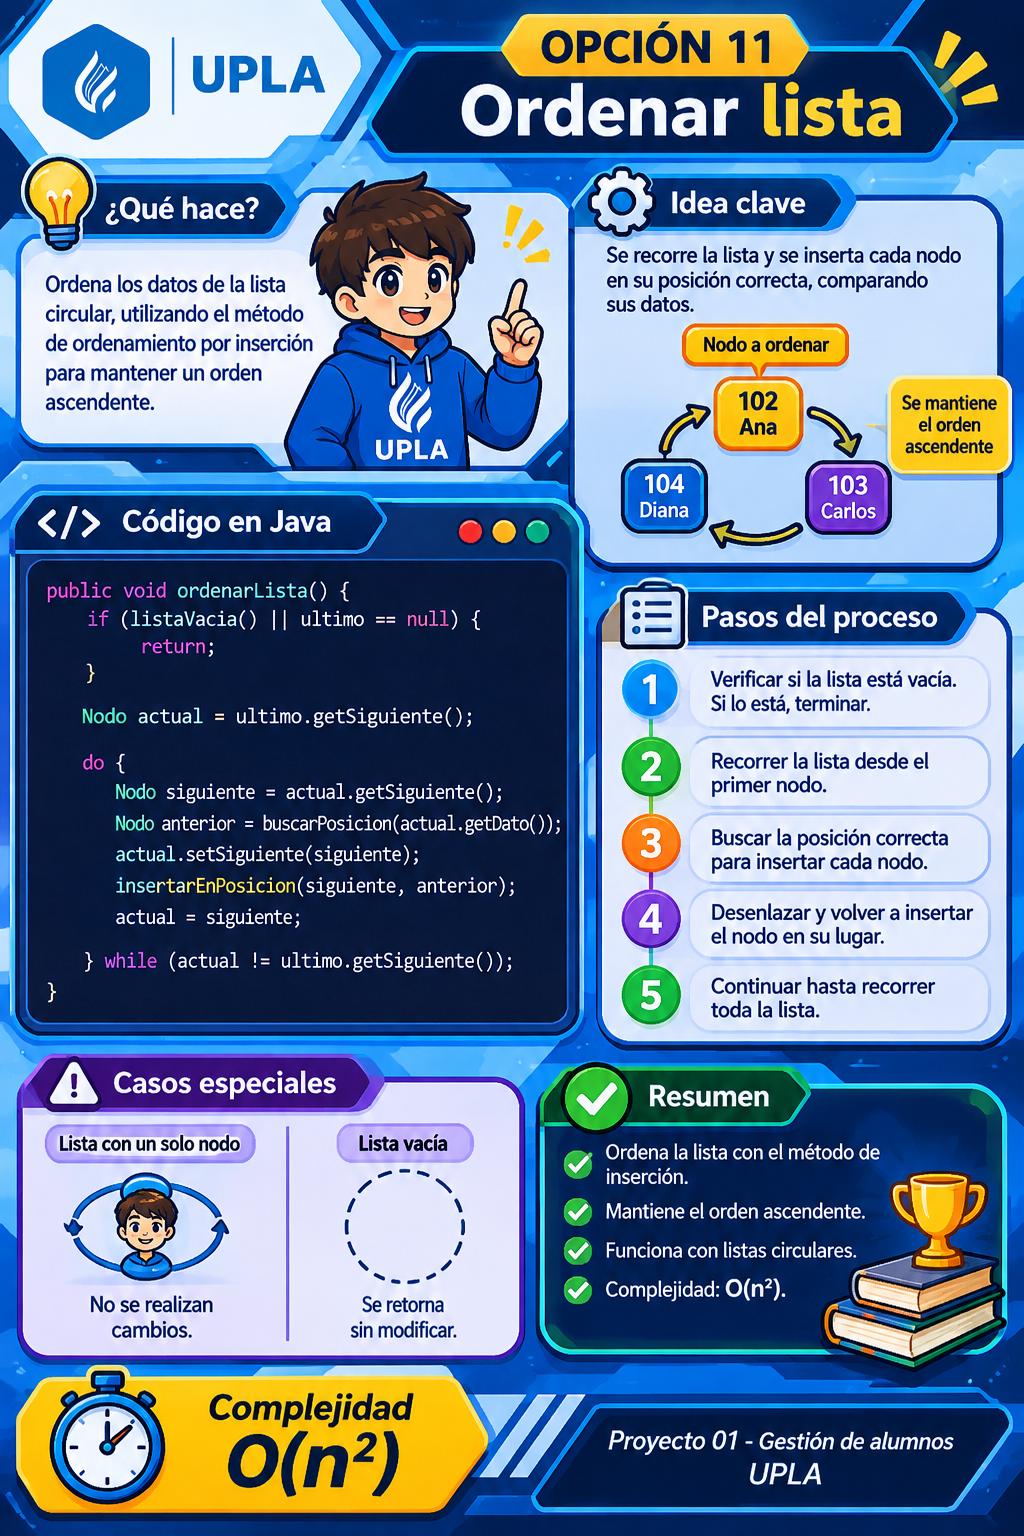 UPLA
OPCIÓN 11
Ordenar lista
¿Qué hace?
Ordena los datos de la lista
circular, utilizando el método
de ordenamiento por inserción
para mantener un orden
ascendente.
UPLA
Idea clave
Se recorre la lista y se inserta cada nodo
en su posición correcta, comparando
sus datos.
Nodo a ordenar
102
Ana
Se mantiene
el orden
ascendente
104
Diana
103
Carlos
</> Código en Java
public void ordenarLista() {
    if (listaVacia() || ultimo == null) {
        return;
    }
    Nodo actual = ultimo.getSiguiente();
    do {
        Nodo siguiente = actual.getSiguiente();
        Nodo anterior = buscarPosicion(actual.getDato());
        actual.setSiguiente(siguiente);
        insertarEnPosicion(siguiente, anterior);
        actual = siguiente;
    } while (actual != ultimo.getSiguiente());
}
Pasos del proceso
1
Verificar si la lista está vacía.
Si lo está, terminar.
2
Recorrer la lista desde el
primer nodo.
3
Buscar la posición correcta
para insertar cada nodo.
4
Desenlazar y volver a insertar
el nodo en su lugar.
5
Continuar hasta recorrer
toda la lista.
Casos especiales
Lista con un solo nodo
No se realizan
cambios.
Lista vacía
Se retorna
sin modificar.
Resumen
Ordena la lista con el método de
inserción.
Mantiene el orden ascendente.
Funciona con listas circulares.
Complejidad: O(n²).
Complejidad
O(n²)
Proyecto 01 - Gestión de alumnos
UPLA